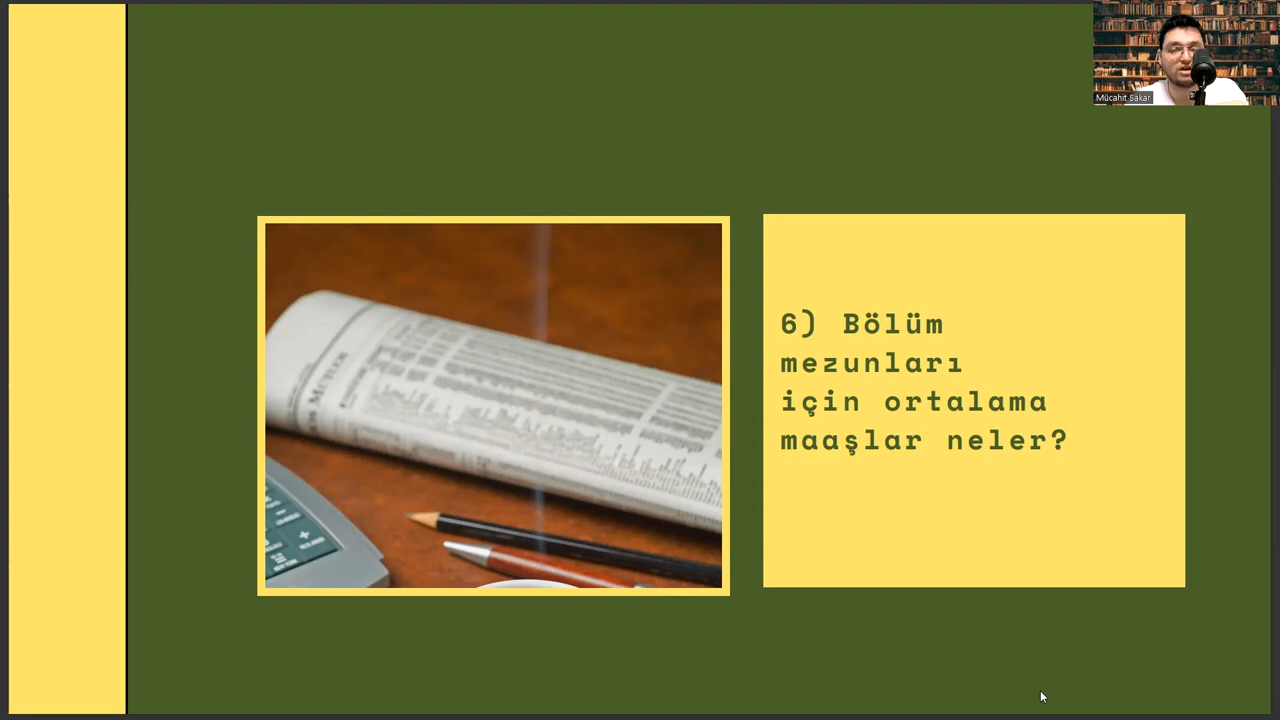 Mücahit Sakar
6) Bölüm
mezunları
için ortalama
maaşlar neler?